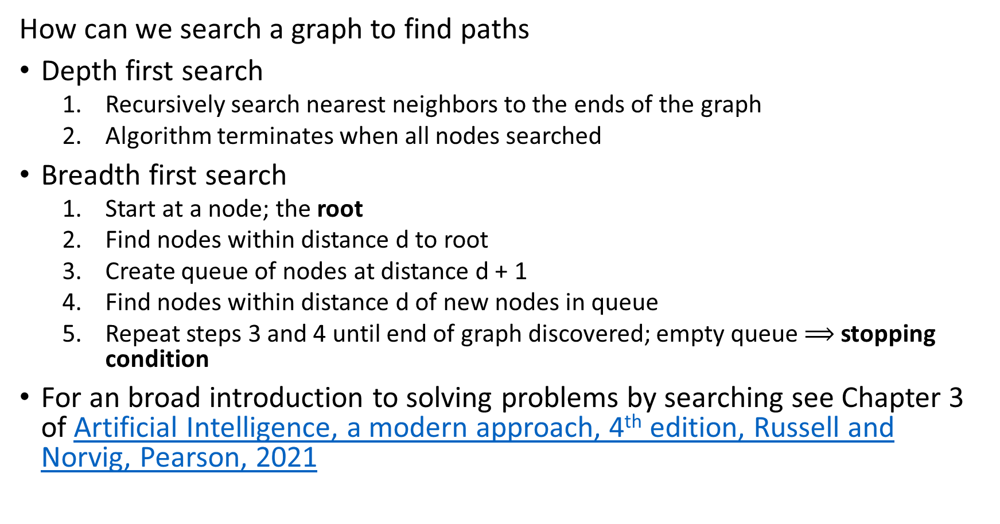 How can we search a graph to find paths
• Depth first search
1. Recursively search nearest neighbors to the ends of the graph
2. Algorithm terminates when all nodes searched
• Breadth first search
1. Start at a node; the root
2. Find nodes within distance d to root
3. Create queue of nodes at distance d + 1
4. Find nodes within distance d of new nodes in queue
5. Repeat steps 3 and 4 until end of graph discovered; empty queue ⟹ stopping
condition
• For an broad introduction to solving problems by searching see Chapter 3
of Artificial Intelligence, a modern approach, 4th edition, Russell and
Norvig, Pearson, 2021